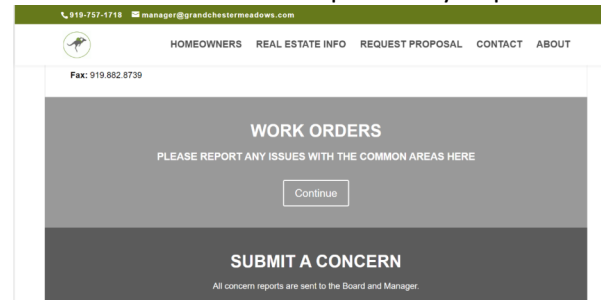 919-757-1718 manager@grandchestermeadows.com
HOMEOWNERS REAL ESTATE INFO REQUEST PROPOSAL CONTACT ABOUT
Fax: 919.882.8739
WORK ORDERS
PLEASE REPORT ANY ISSUES WITH THE COMMON AREAS HERE
Continue
SUBMIT A CONCERN
All concern reports are sent to the Board and Manager.